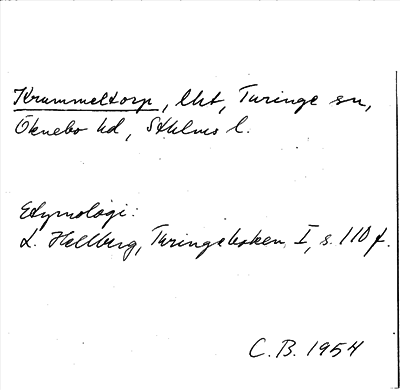 Krummeltorp, lht, Turinge sn,
Öknebo hd, Sthlms l.
Etymologi:
L. Hellberg, Turingeboken I, s. 110 f.
C. B. 1954